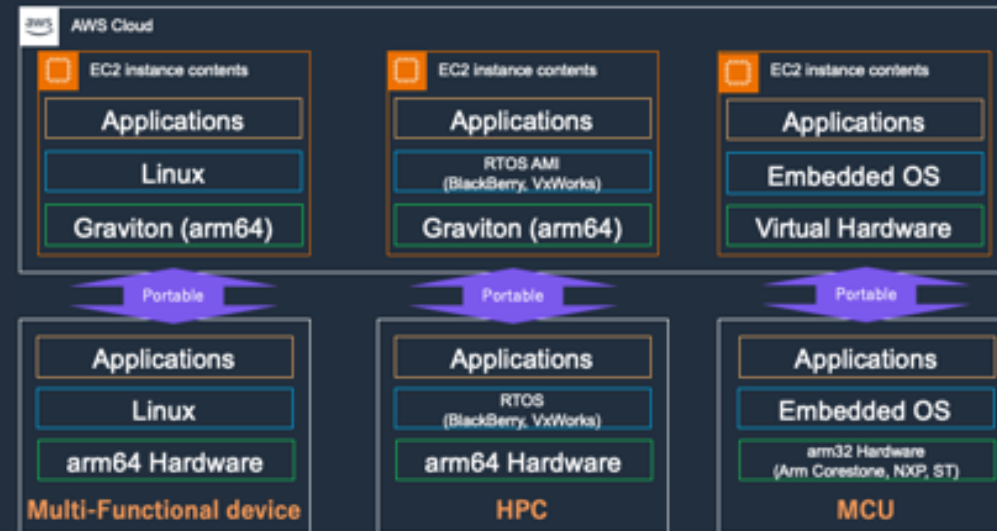 aws AWS Cloud
EC2 instance contents
Applications
Linux
Graviton (arm64)
EC2 instance contents
Applications
RTOS AMI
(BlackBerry, VxWorks)
Graviton (arm64)
EC2 instance contents
Applications
Embedded OS
Virtual Hardware
Portable
Portable
Portable
Applications
Linux
arm64 Hardware
Multi-Functional device
Applications
RTOS
(BlackBerry, VxWorks)
arm64 Hardware
HPC
Applications
Embedded OS
arm32 Hardware
(Arm Corestone, NXP, ST)
MCU